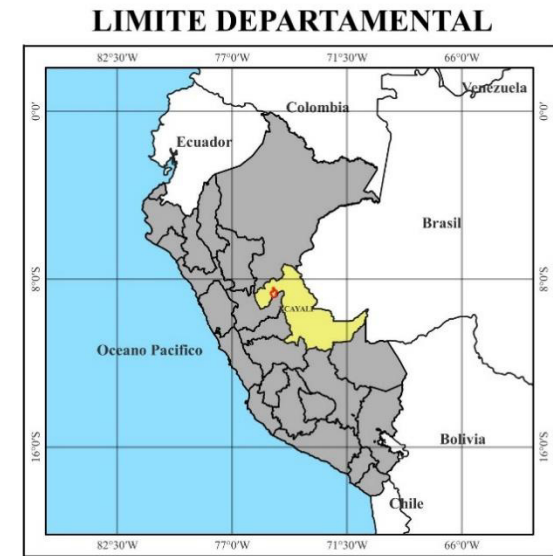 LIMITE DEPARTAMENTAL
82°30'W 77°0'W 71°30'W 66°0'W
Venezuela
0°0' Colombia 0°0'
Ecuador
Brasil
8°0'S 8°0'S
UCAYALI
Oceano Pacifico
16°0'S Bolivia 16°0'S
Chile
82°30'W 77°0'W 71°30'W 66°0'W